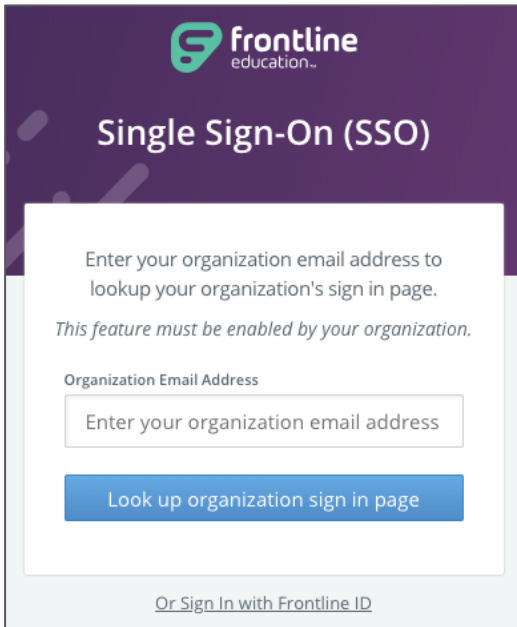 frontline
education™
Single Sign-On (SSO)
Enter your organization email address to
lookup your organization's sign in page.
This feature must be enabled by your organization.
Organization Email Address
Enter your organization email address
Look up organization sign in page
Or Sign In with Frontline ID